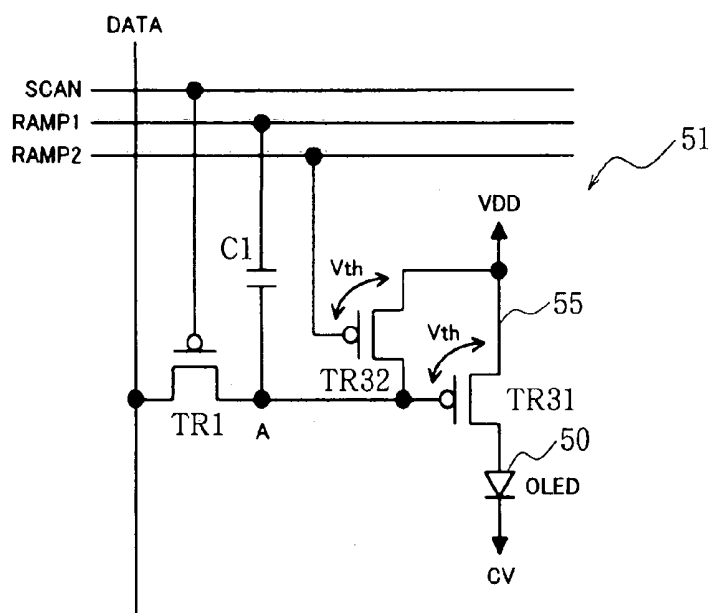 DATA
SCAN
RAMP1
RAMP2
51
VDD
C1
Vth
55
Vth
TR32
TR31
TR1
A
50
OLED
CV